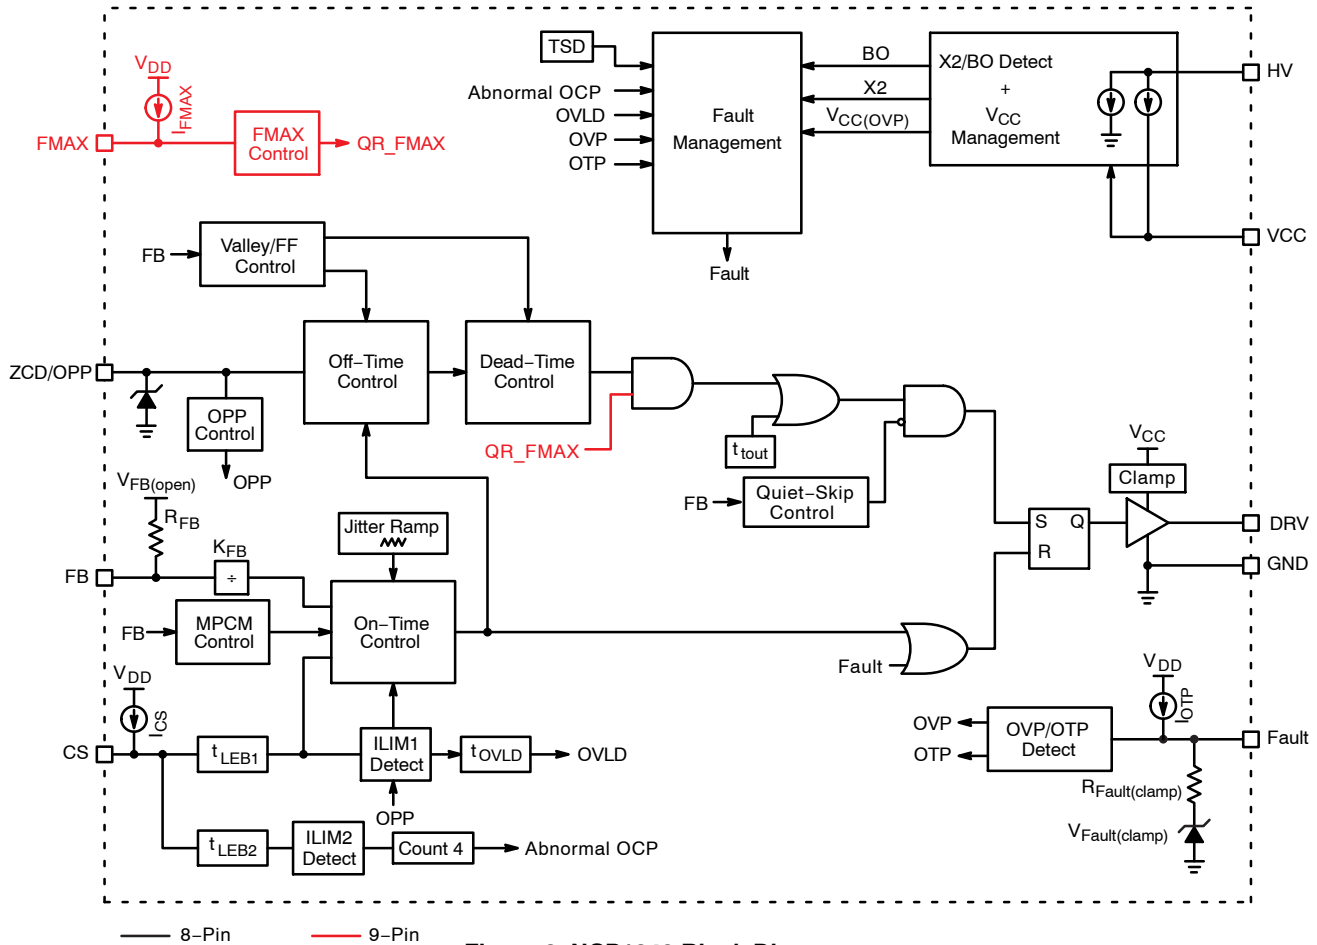 TSD
Abnormal OCP
OVLD
OVP
OTP
Fault
Management
Fault
BO
X2
VCC(OVP)
X2/BO Detect
+
VCC
Management
HV
VCC
VDD
IFMAX
FMAX
FMAX
Control
QR_FMAX
FB
Valley/FF
Control
ZCD/OPP
OPP
Control
OPP
Off−Time
Control
Dead−Time
Control
QR_FMAX
ttout
FB
Quiet−Skip
Control
S
Q
R
VCC
Clamp
DRV
GND
VFB(open)
RFB
KFB
FB
÷
Jitter Ramp
FB
MPCM
Control
On−Time
Control
Fault
VDD
ICS
CS
tLEB1
ILIM1
Detect
tOVLD
OVLD
OPP
tLEB2
ILIM2
Detect
Count 4
Abnormal OCP
OVP
OTP
OVP/OTP
Detect
VDD
IOTP
Fault
RFault(clamp)
VFault(clamp)
8−Pin
9−Pin